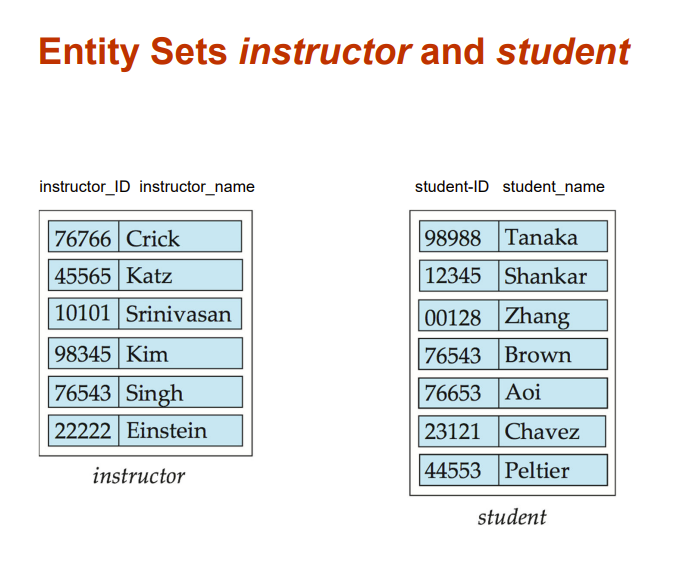 Entity Sets instructor and student
instructor_ID instructor_name
76766 Crick
45565 Katz
10101 Srinivasan
98345 Kim
76543 Singh
22222 Einstein
instructor
student-ID student_name
98988 Tanaka
12345 Shankar
00128 Zhang
76543 Brown
76653 Aoi
23121 Chavez
44553 Peltier
student